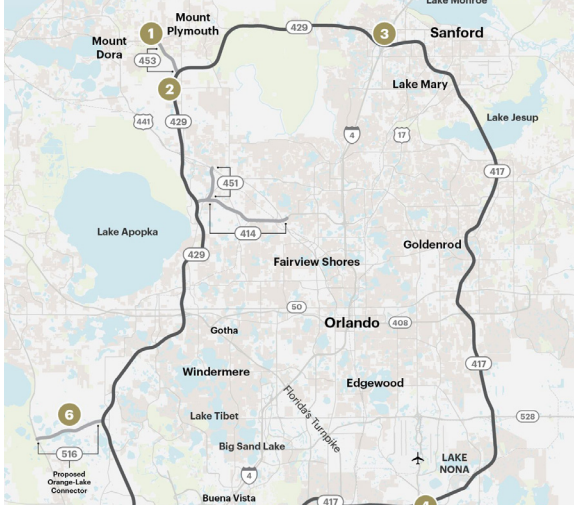 Lake Monroe
Mount
Plymouth
1
429
3
Sanford
Mount
Dora
453
2
Lake Mary
441
429
Lake Jesup
4
17
417
451
Lake Apopka
414
Goldenrod
429
Fairview Shores
50
Orlando
408
Gotha
417
Windermere
Edgewood
Florida's Turnpike
6
Lake Tibet
528
516
Big Sand Lake
LAKE
NONA
Proposed
Orange-Lake
Connector
4
Buena Vista
417
4